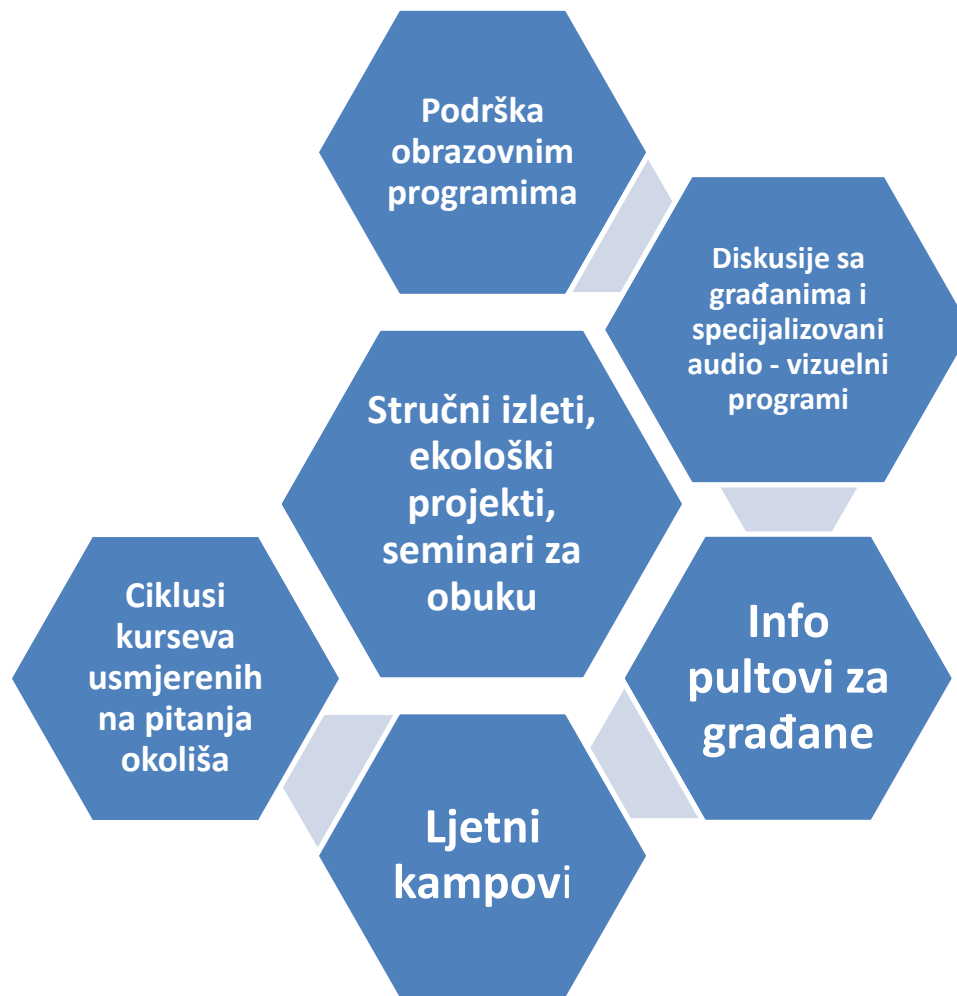 Podrška
obrazovnim
programima
Diskusije sa
građanima i
specijalizovani
audio - vizuelni
programi
Stručni izleti,
ekološki
projekti,
seminari za
obuku
Info
pultovi za
građane
Ciklusi
kurseva
usmjerenih
na pitanja
okoliša
Ljetni
kampovi